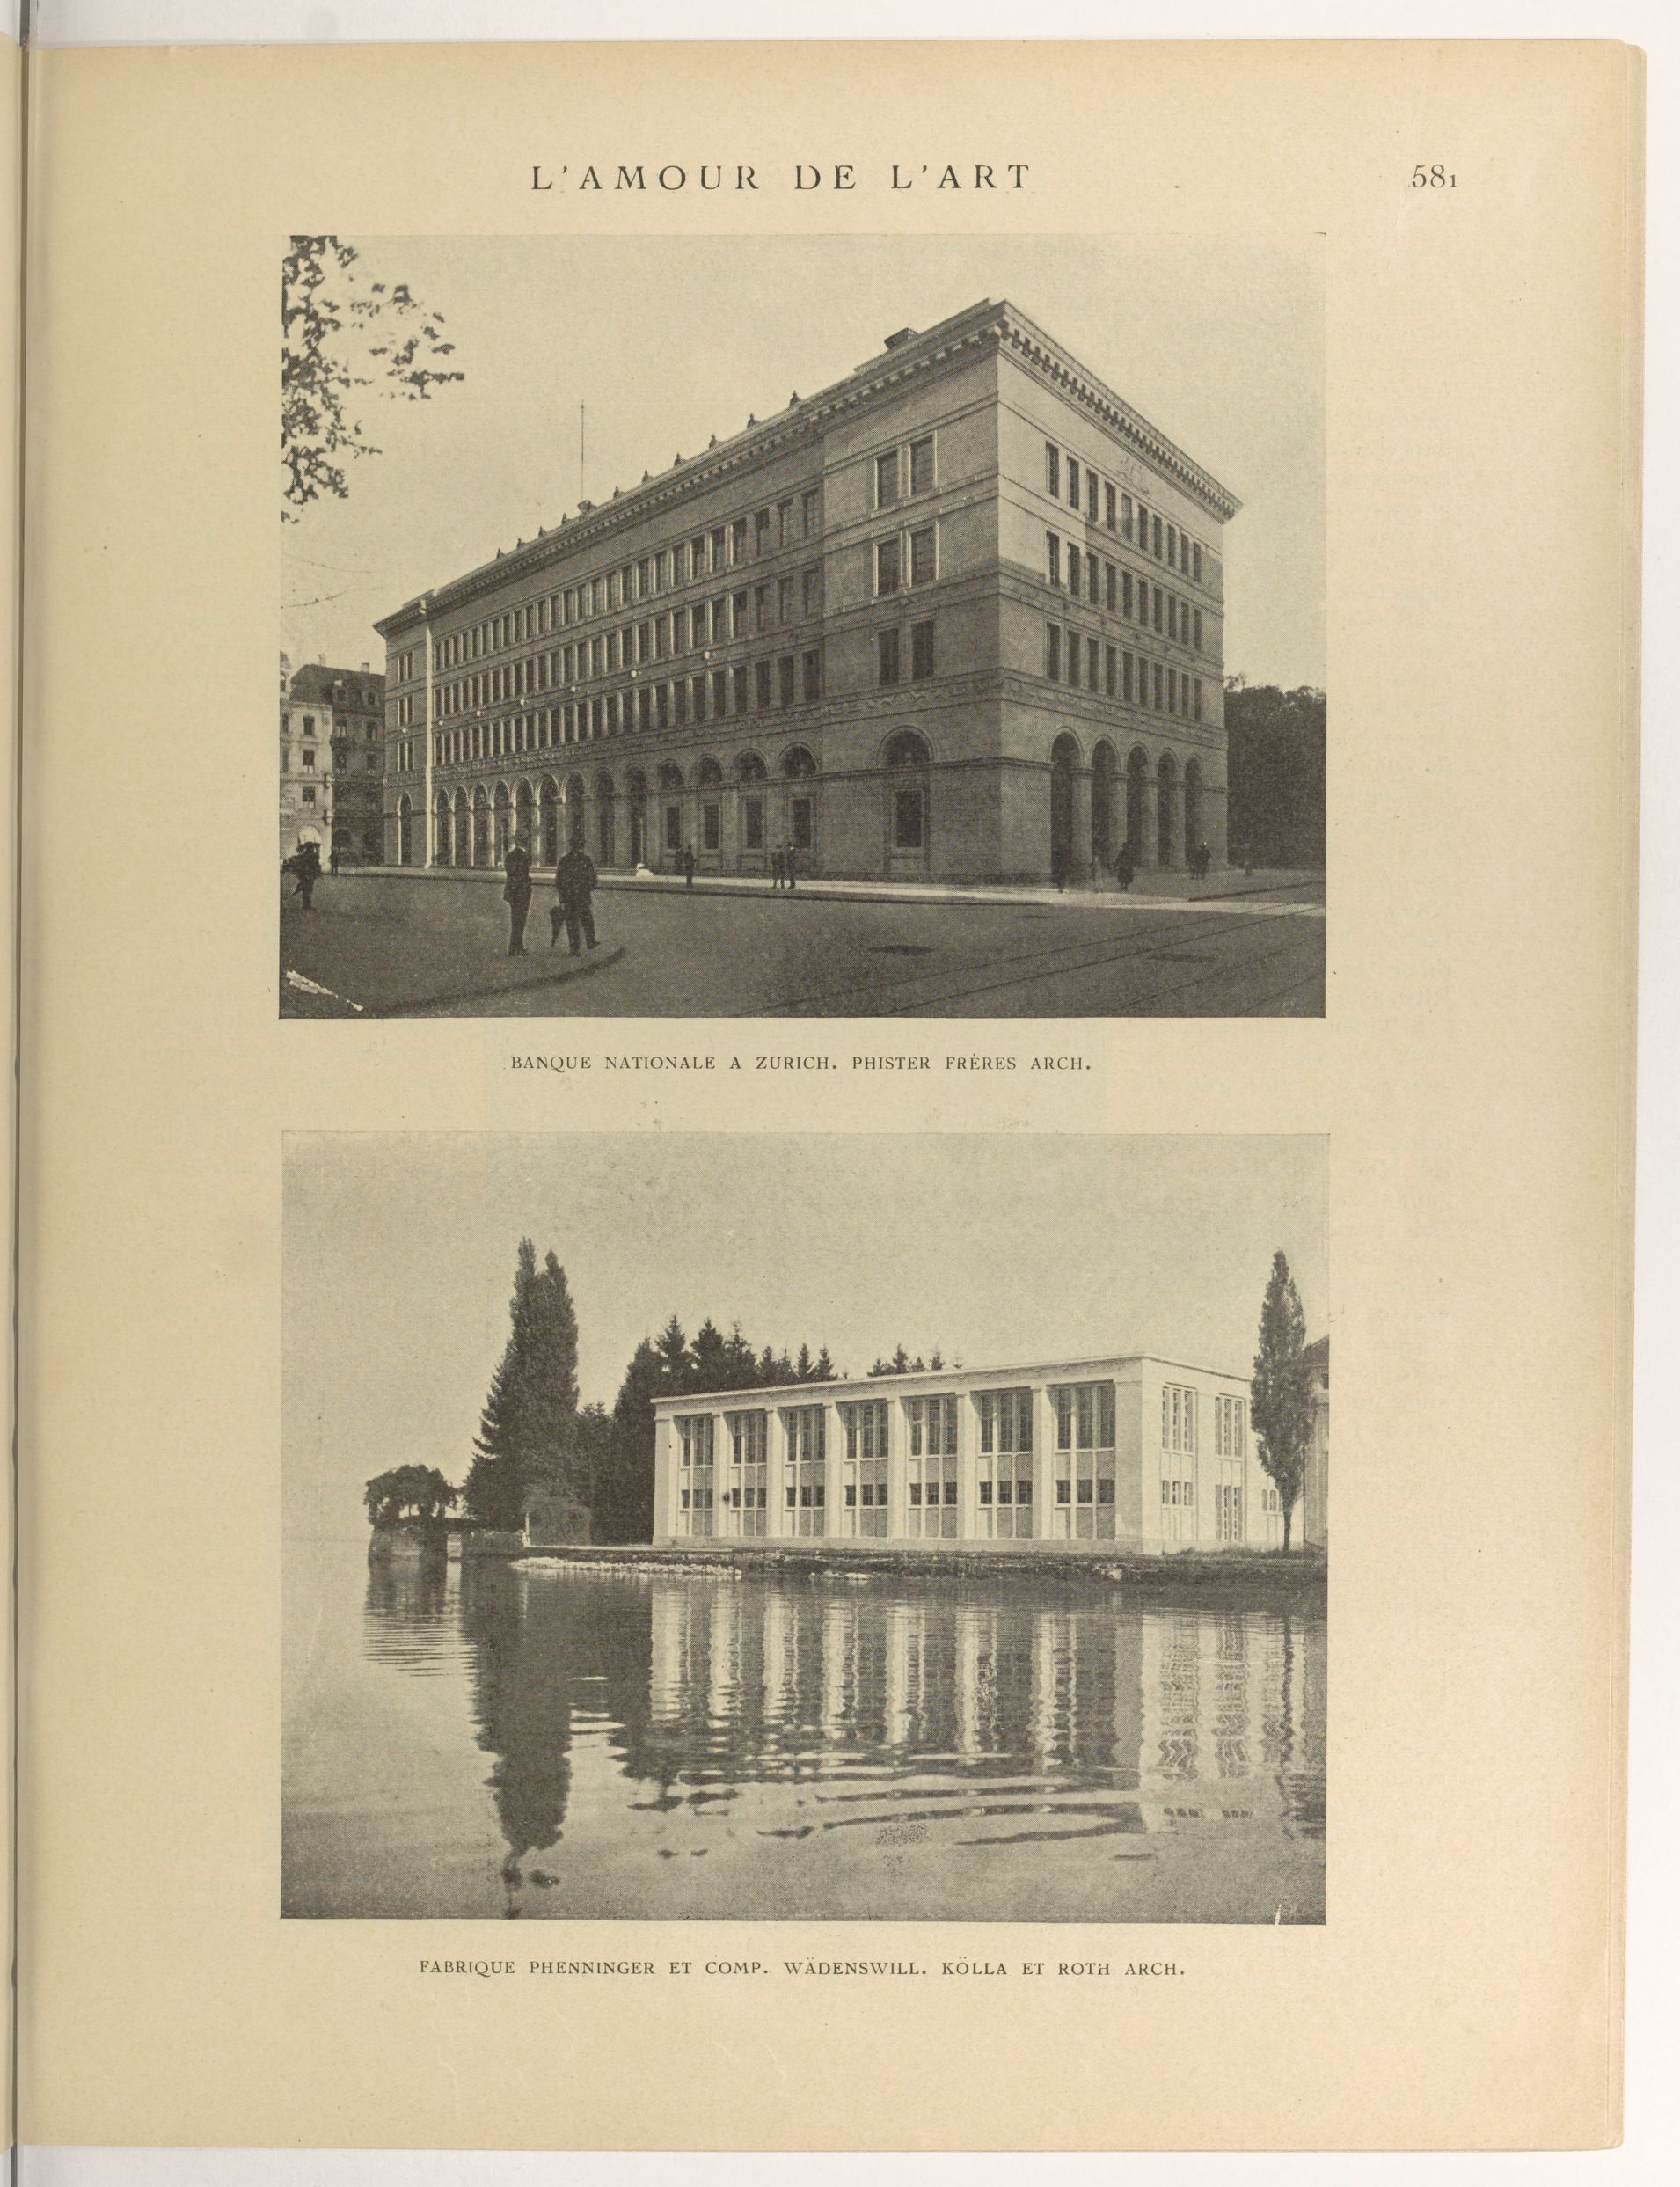 L'AMOUR DE L'ART
581
BANQUE NATIONALE A ZURICH. PHISTER FRÈRES ARCH.
FABRIQUE PHENNINGER ET COMP. WÄDENSWILL. KÖLLA ET ROTH ARCH.